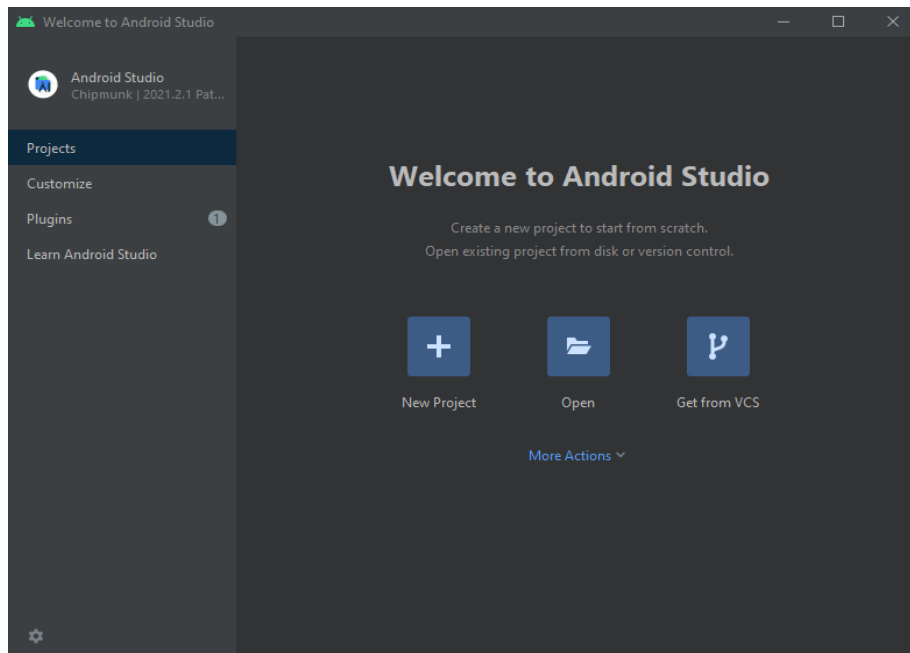 Welcome to Android Studio
Android Studio
Chipmunk | 2021.2.1 Pat...
Projects
Customize
Plugins 1
Learn Android Studio
Welcome to Android Studio
Create a new project to start from scratch.
Open existing project from disk or version control.
New Project Open Get from VCS
More Actions